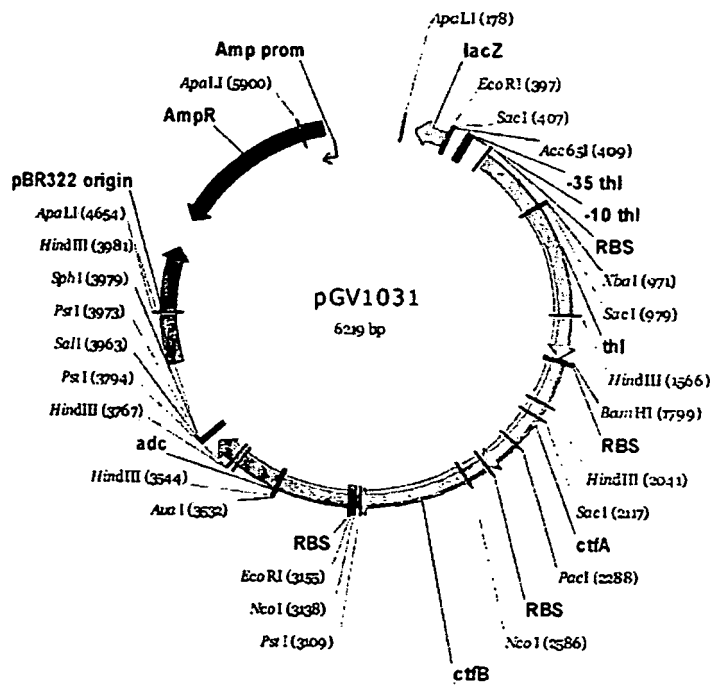 ApaLI (178)
Amp prom
lacZ
ApaLI (5900)
EcoRI (397)
AmpR
SacI (407)
Acc65I (409)
pBR322 origin
-35 thl
-10 thl
ApaLI (4654)
RBS
HindIII (3981)
XbaI (971)
SphI (3979)
pGV1031
SacI (979)
PstI (3973)
6219 bp
thl
SalI (3963)
HindIII (1566)
PstI (3794)
BamHI (1799)
HindIII (3767)
RBS
adc
HindIII (2041)
HindIII (3544)
SacI (2117)
AvaI (3532)
ctfA
RBS
PacI (2288)
EcoRI (3155)
RBS
NcoI (3138)
NcoI (2586)
PstI (3109)
ctfB